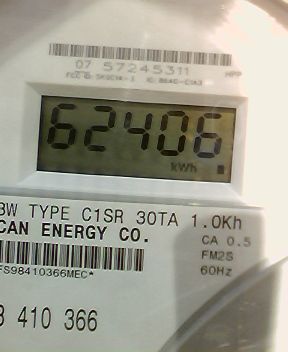 07 57245311
HPP
62406
kWh
3W TYPE C1SR 30TA 1.0Kh
CAN ENERGY CO.
CA 0.5
FM2S
60Hz
FS98410366MEC*
3 410 366